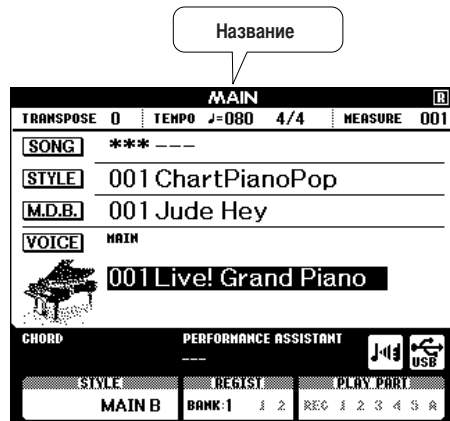 Название
MAIN R
TRANSPOSE 0 TEMPO ♩=080 4/4 MEASURE 001
SONG *** ---
STYLE 001 ChartPianoPop
M.D.B. 001 Jude Hey
VOICE MAIN
001 Live! Grand Piano
CHORD PERFORMANCE ASSISTANT
---
USB
STYLE REGIST PLAY PART
MAIN B BANK:1 1 2 REC 1 2 3 4 5 A